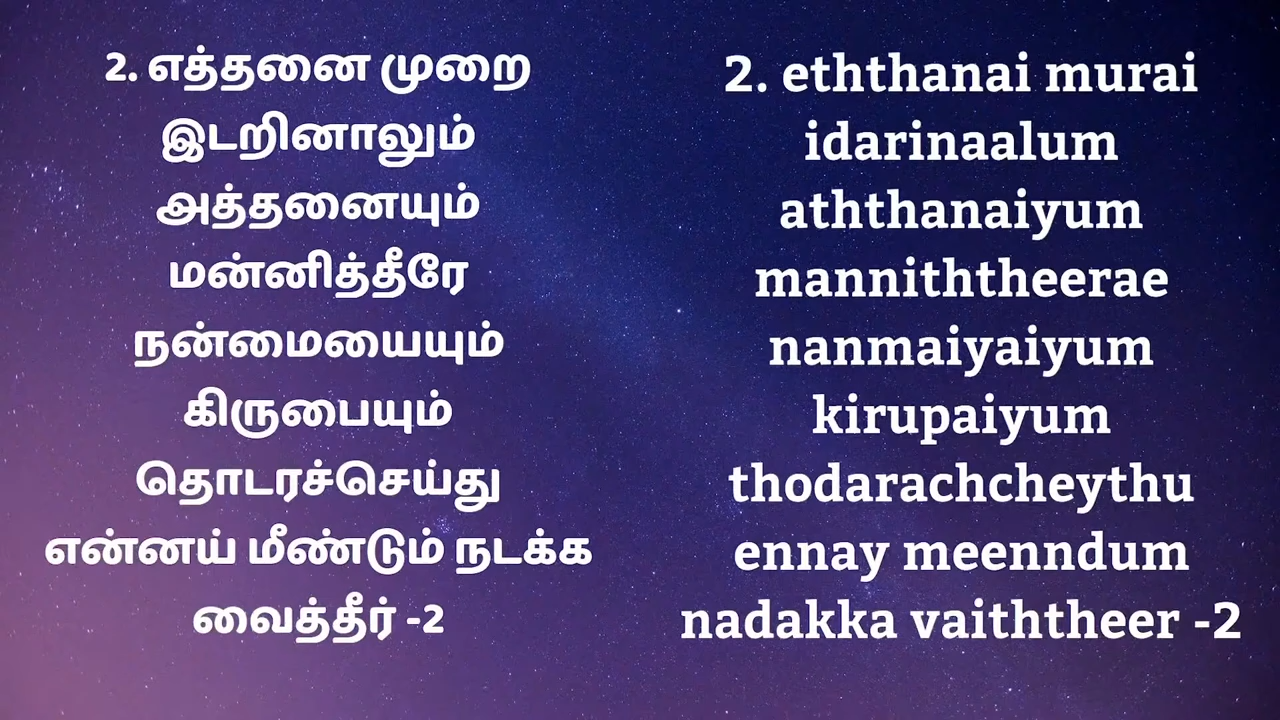 2. எத்தனை முறை
இடறினாலும்
அத்தனையும்
மன்னித்தீரே
நன்மையையும்
கிருபையும்
தொடரச்செய்து
என்னய் மீண்டும் நடக்க
வைத்தீர் -2
2. eththanai murai
idarinaalum
aththanaiyum
manniththeerae
nanmaiyaiyum
kirupaiyum
thodarachcheythu
ennay meenndum
nadakka vaiththeer -2